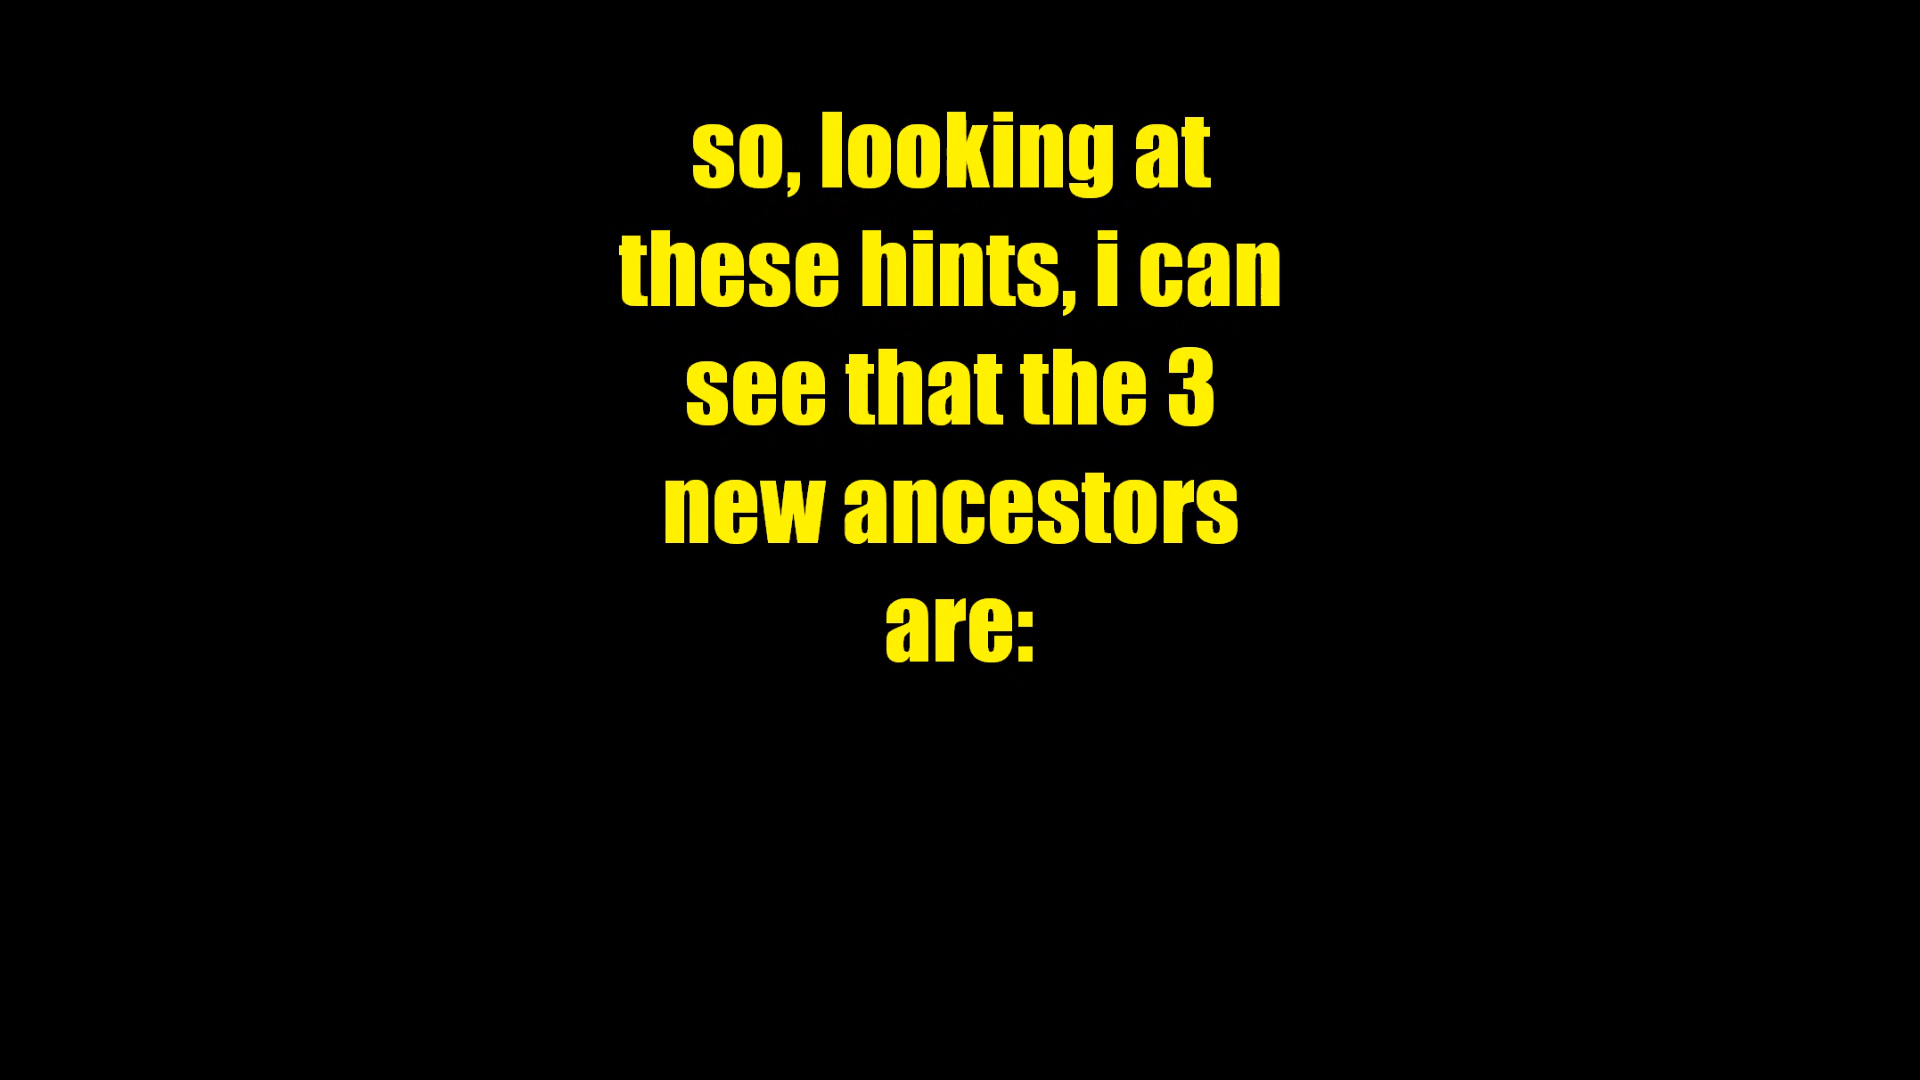 so, looking at
these hints, i can
see that the 3
new ancestors
are: